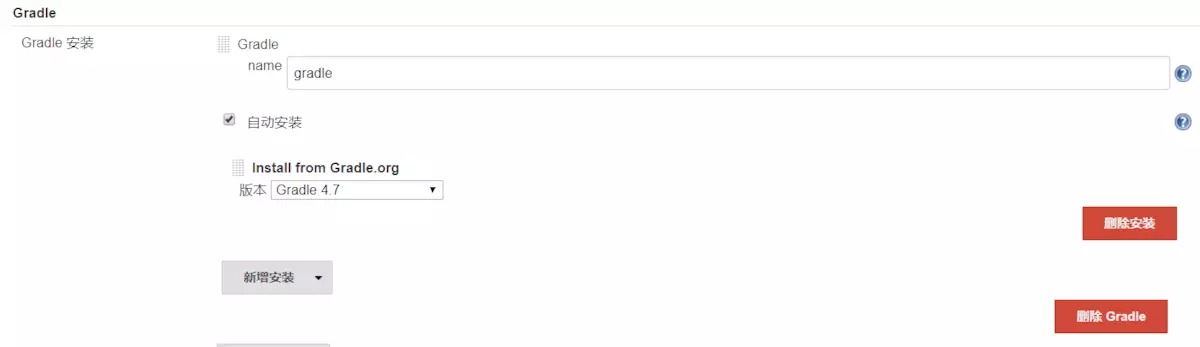 Gradle
Gradle 安装
Gradle
name
gradle
自动安装
Install from Gradle.org
版本 Gradle 4.7
删除安装
新增安装
删除 Gradle